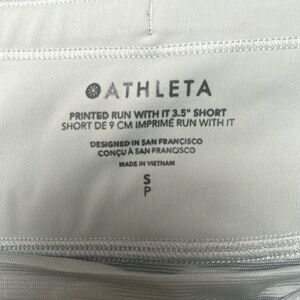 ATHLETA
PRINTED RUN WITH IT 3.5" SHORT
SHORT DE 9 CM IMPRIMÉ RUN WITH IT
DESIGNED IN SAN FRANCISCO
CONÇU À SAN FRANCISCO
MADE IN VIETNAM
S
P